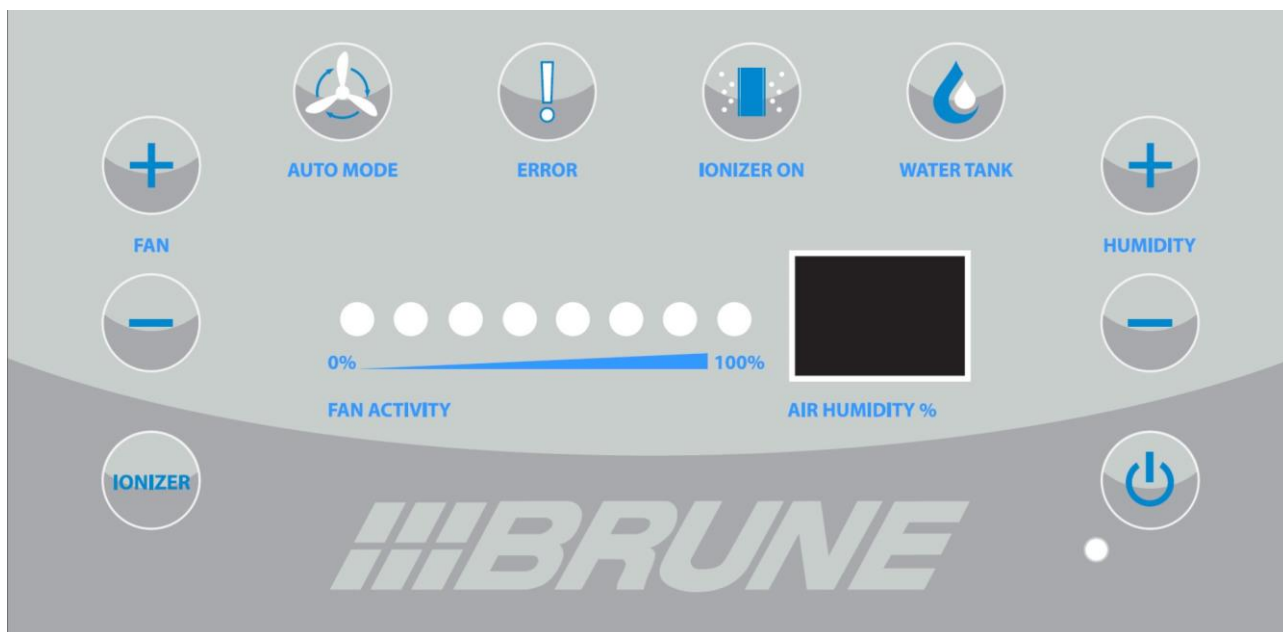 AUTO MODE
ERROR
IONIZER ON
WATER TANK
FAN
HUMIDITY
0%
100%
FAN ACTIVITY
AIR HUMIDITY %
IONIZER
BRUNE